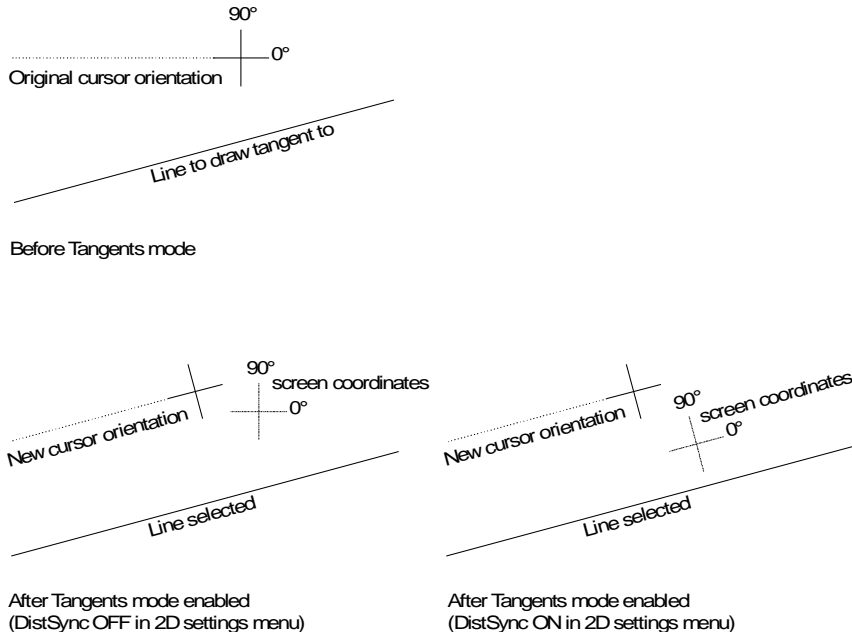 90°
0°
Original cursor orientation
Line to draw tangent to
Before Tangents mode
90°
screen coordinates
0°
New cursor orientation
Line selected
After Tangents mode enabled
(DistSync OFF in 2D settings menu)
90°
screen coordinates
0°
New cursor orientation
Line selected
After Tangents mode enabled
(DistSync ON in 2D settings menu)